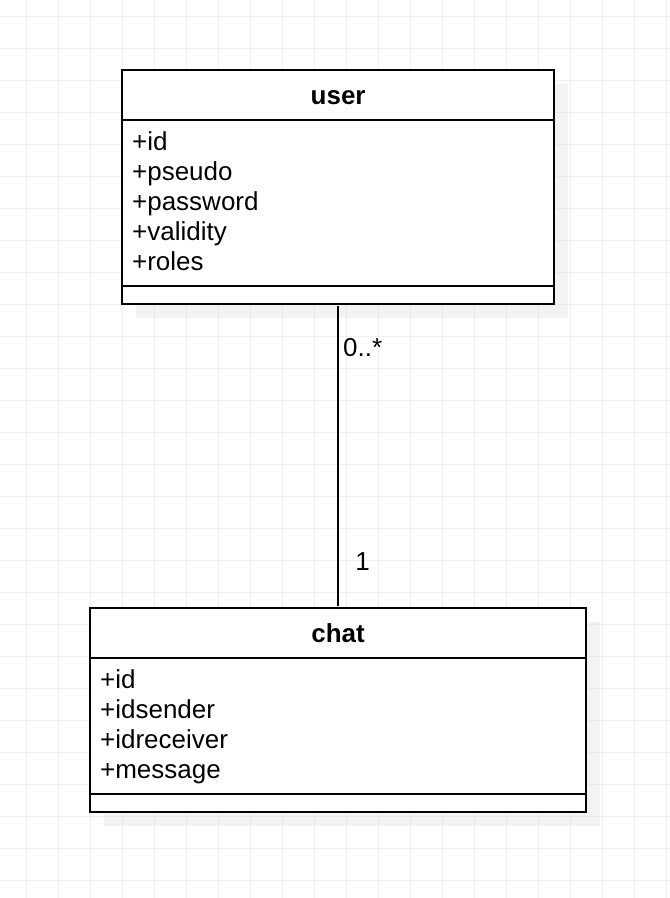 user
+id
+pseudo
+password
+validity
+roles
0..*
1
chat
+id
+idsender
+idreceiver
+message